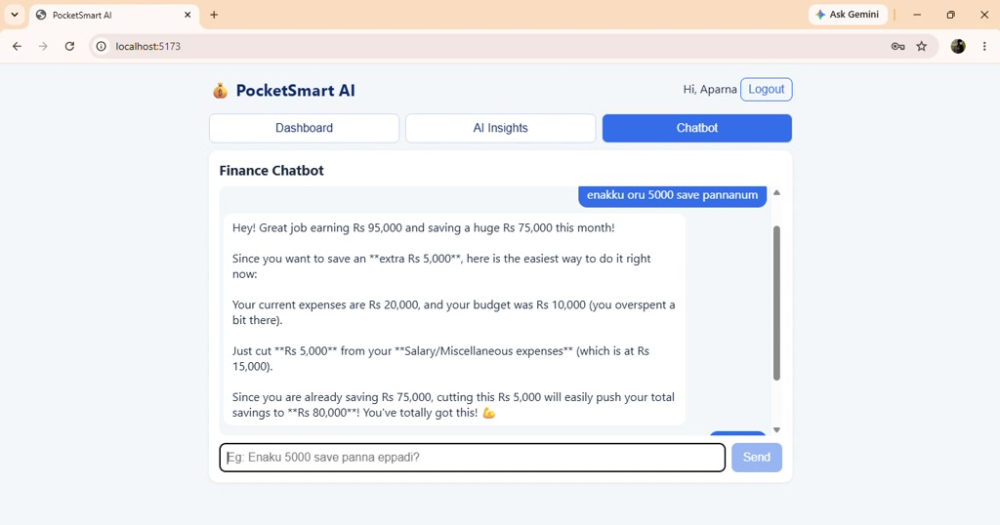 PocketSmart AI
Ask Gemini
localhost:5173
PocketSmart AI
Hi, Aparna Logout
Dashboard AI Insights Chatbot
Finance Chatbot
enakku oru 5000 save pannanum
Hey! Great job earning Rs 95,000 and saving a huge Rs 75,000 this month!
Since you want to save an **extra Rs 5,000**, here is the easiest way to do it right
now:
Your current expenses are Rs 20,000, and your budget was Rs 10,000 (you overspent a
bit there).
Just cut **Rs 5,000** from your **Salary/Miscellaneous expenses** (which is at Rs
15,000).
Since you are already saving Rs 75,000, cutting this Rs 5,000 will easily push your total
savings to **Rs 80,000**! You've totally got this! 💪
Eg: Enaku 5000 save panna eppadi? Send